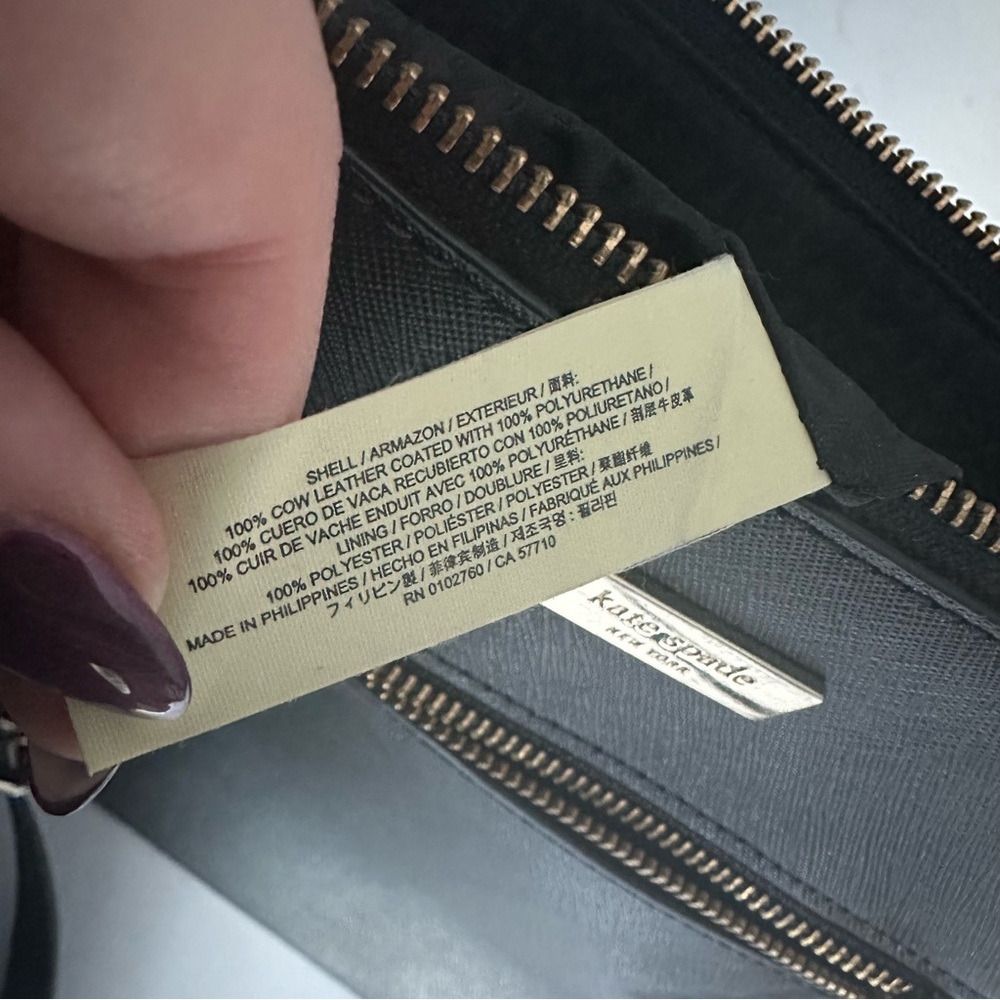 SHELL / ARMAZON / EXTERIEUR / 面料:
100% COW LEATHER COATED WITH 100% POLYURETHANE /
100% CUERO DE VACA RECUBIERTO CON 100% POLIURETANO /
100% CUIR DE VACHE ENDUIT AVEC 100% POLYURÉTHANE / 剖层牛皮革
LINING / FORRO / DOUBLURE / 里料:
100% POLYESTER / POLIÉSTER / POLYESTER / 聚酯纤维
MADE IN PHILIPPINES / HECHO EN FILIPINAS / FABRIQUÉ AUX PHILIPPINES /
フィリピン製 / 菲律宾制造 / 제조국명 : 필리핀
RN 0102760 / CA 57710
kate spade
NEW YORK